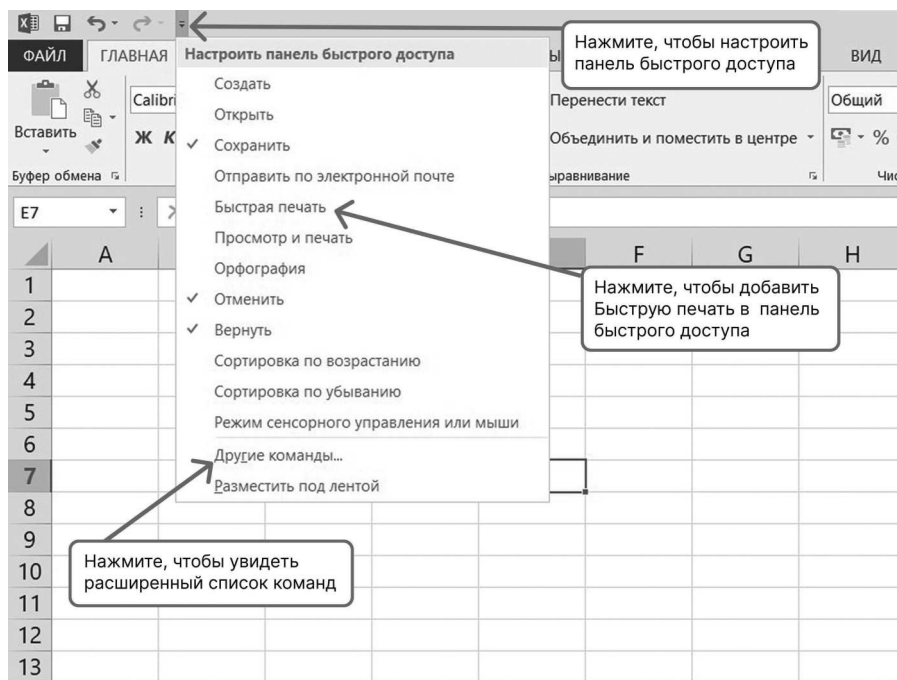 ФАЙЛ
ГЛАВНАЯ
ВИД
Нажмите, чтобы настроить
панель быстрого доступа
Настроить панель быстрого доступа
Создать
Открыть
Сохранить
Отправить по электронной почте
Быстрая печать
Просмотр и печать
Орфография
Отменить
Вернуть
Сортировка по возрастанию
Сортировка по убыванию
Режим сенсорного управления или мыши
Другие команды...
Разместить под лентой
Вставить
Буфер обмена
Calibri
Ж К
Перенести текст
Объединить и поместить в центре
Общий
%
E7
A F G H
Нажмите, чтобы добавить
Быструю печать в панель
быстрого доступа
Нажмите, чтобы увидеть
расширенный список команд
1
2
3
4
5
6
7
8
9
10
11
12
13